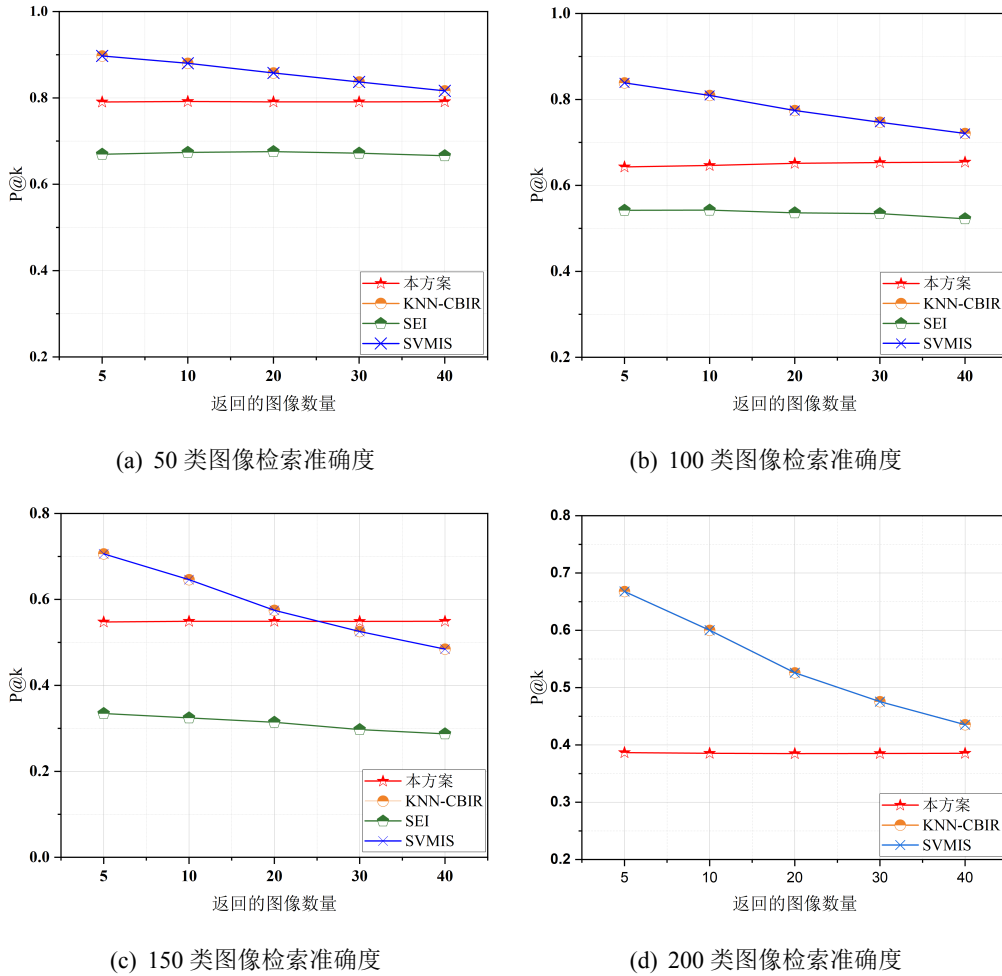 1.0
0.8
0.6
0.4
0.2
P@k
本方案
KNN-CBIR
SEI
SVMIS
5 10 20 30 40
返回的图像数量
(a) 50 类图像检索准确度
1.0
0.8
0.6
0.4
0.2
P@k
本方案
KNN-CBIR
SEI
SVMIS
5 10 20 30 40
返回的图像数量
(b) 100 类图像检索准确度
0.8
0.6
0.4
0.2
0.0
P@k
本方案
KNN-CBIR
SEI
SVMIS
5 10 20 30 40
返回的图像数量
(c) 150 类图像检索准确度
0.8
0.7
0.6
0.5
0.4
0.3
0.2
P@k
本方案
KNN-CBIR
SVMIS
5 10 20 30 40
返回的图像数量
(d) 200 类图像检索准确度